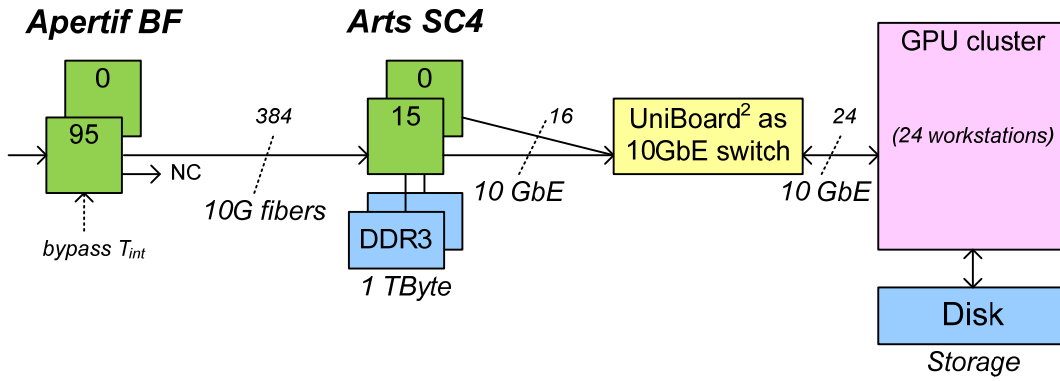 Apertif BF
Arts SC4
0
95
NC
bypass Tint
384
10G fibers
0
15
DDR3
1 TByte
16
10 GbE
UniBoard² as
10GbE switch
24
10 GbE
GPU cluster
(24 workstations)
Disk
Storage